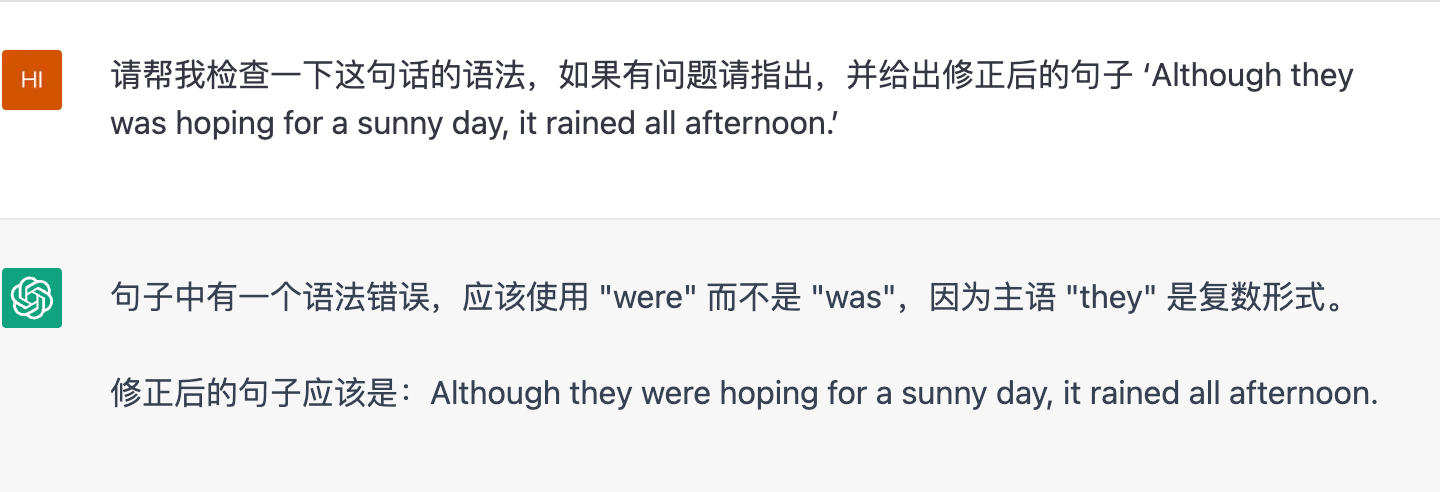 HI
请帮我检查一下这句话的语法，如果有问题请指出，并给出修正后的句子 ‘Although they
was hoping for a sunny day, it rained all afternoon.’
句子中有一个语法错误，应该使用 "were" 而不是 "was"，因为主语 "they" 是复数形式。
修正后的句子应该是：Although they were hoping for a sunny day, it rained all afternoon.